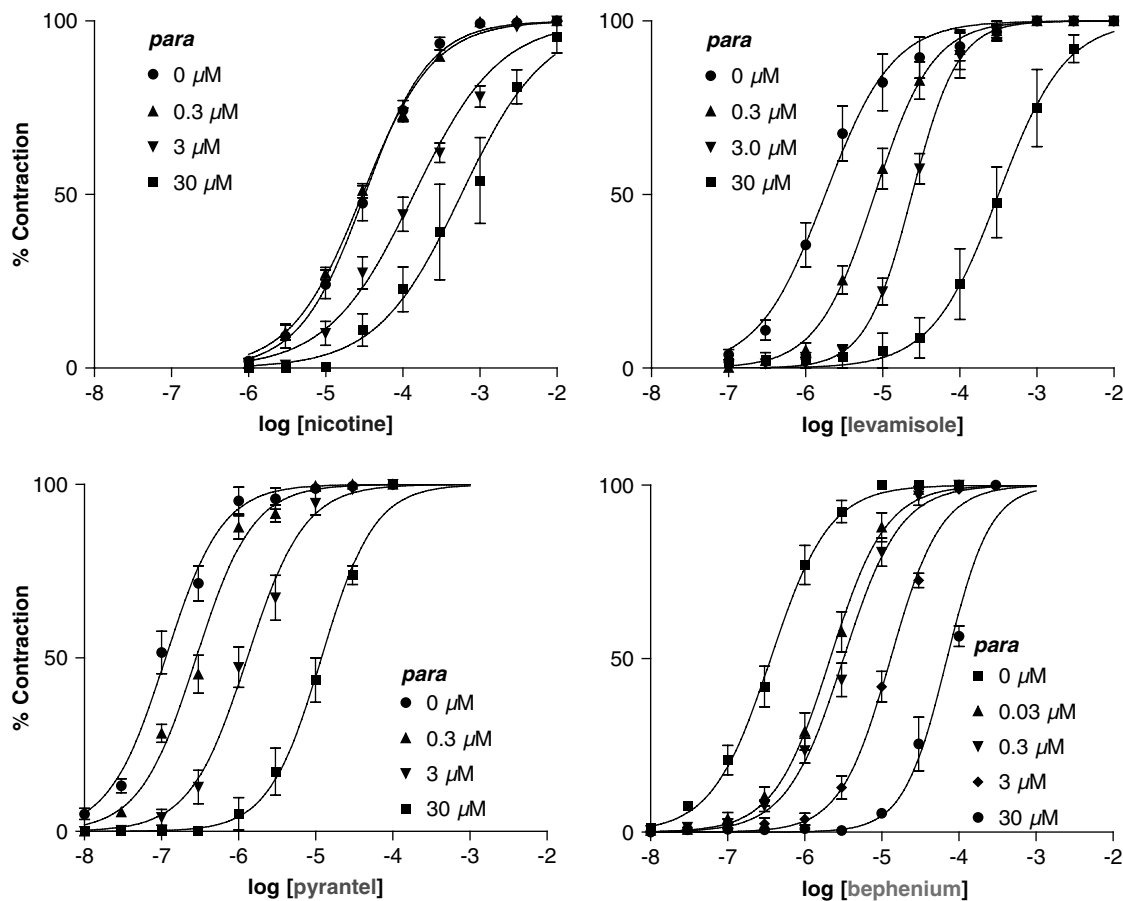 para
0 µM
0.3 µM
3 µM
30 µM
% Contraction
100
50
0
-8 -7 -6 -5 -4 -3 -2
log [nicotine]
para
0 µM
0.3 µM
3.0 µM
30 µM
100
50
0
-8 -7 -6 -5 -4 -3 -2
log [levamisole]
para
0 µM
0.3 µM
3 µM
30 µM
% Contraction
100
50
0
-8 -7 -6 -5 -4 -3 -2
log [pyrantel]
para
0 µM
0.03 µM
0.3 µM
3 µM
30 µM
100
50
0
-8 -7 -6 -5 -4 -3 -2
log [bephenium]